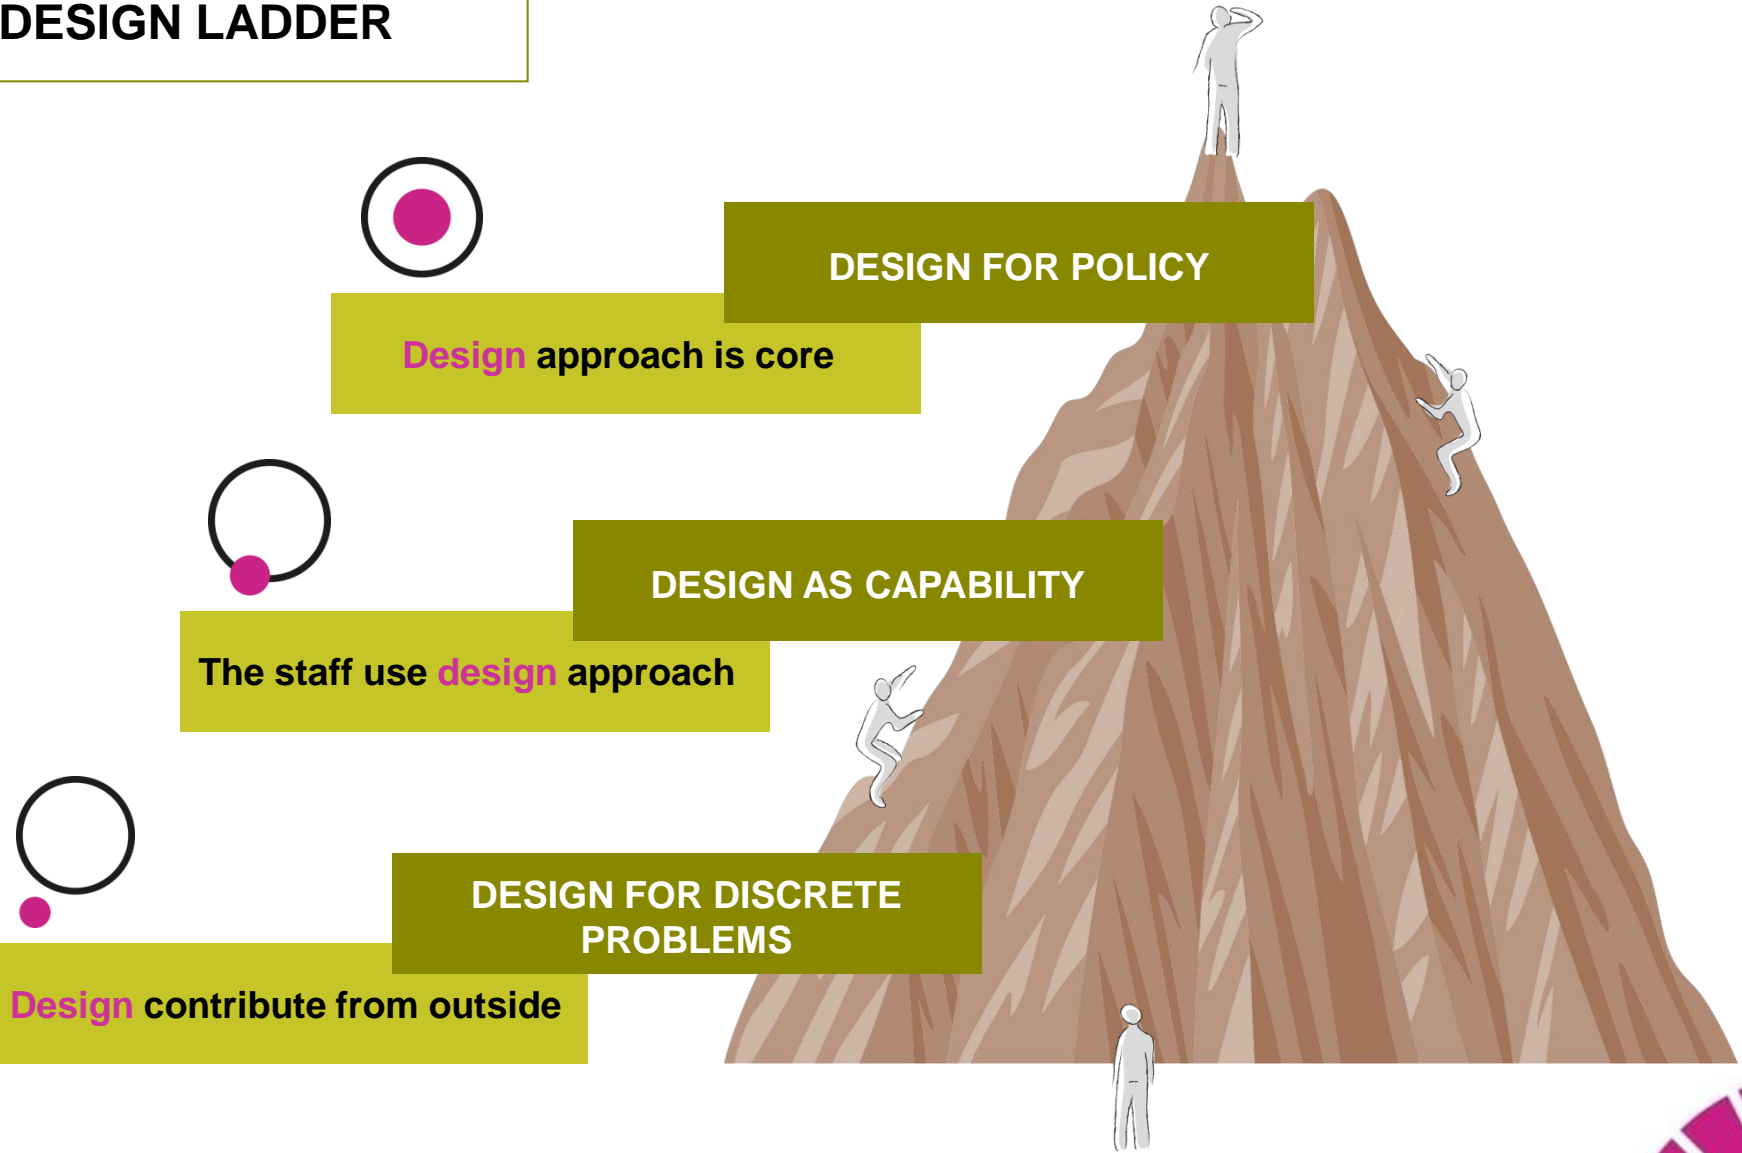 DESIGN LADDER
DESIGN FOR POLICY
Design approach is core
DESIGN AS CAPABILITY
The staff use design approach
DESIGN FOR DISCRETE
PROBLEMS
Design contribute from outside